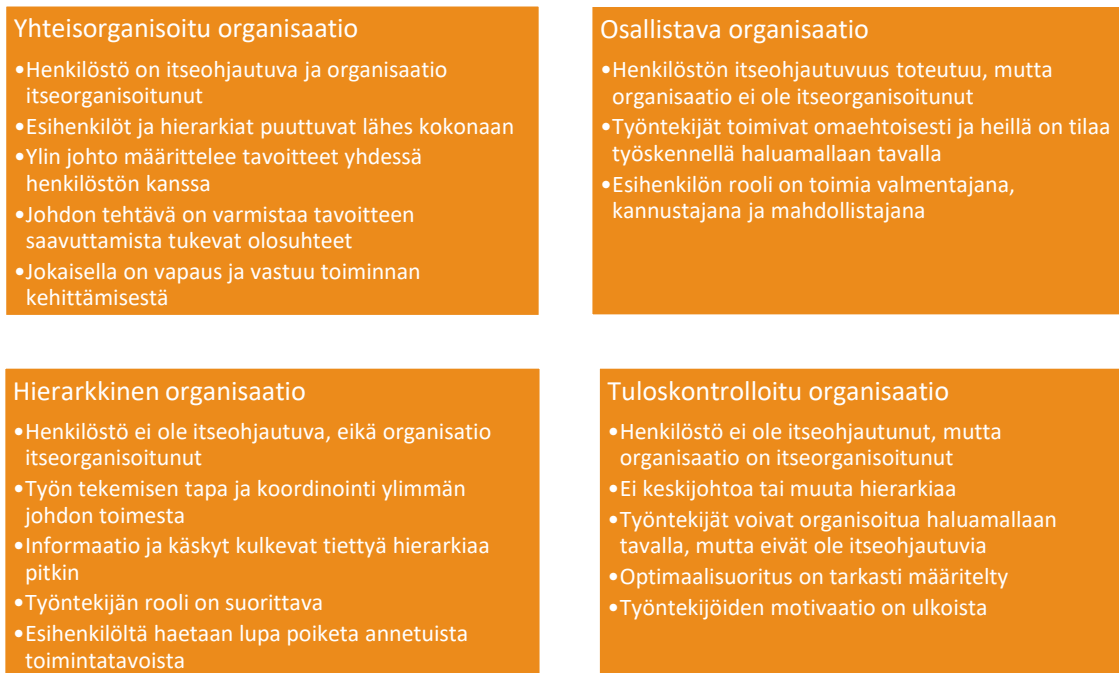 Yhteisorganisoitu organisaatio
•Henkilöstö on itseohjautuva ja organisaatio
itseorganisoitunut
•Esihenkilöt ja hierarkiat puuttuvat lähes kokonaan
•Ylin johto määrittelee tavoitteet yhdessä
henkilöstön kanssa
•Johdon tehtävä on varmistaa tavoitteen
saavuttamista tukevat olosuhteet
•Jokaisella on vapaus ja vastuu toiminnan
kehittämisestä
Osallistava organisaatio
•Henkilöstön itseohjautuvuus toteutuu, mutta
organisaatio ei ole itseorganisoitunut
•Työntekijät toimivat omaehtoisesti ja heillä on tilaa
työskennellä haluamallaan tavalla
•Esihenkilön rooli on toimia valmentajana,
kannustajana ja mahdollistajana
Hierarkkinen organisaatio
•Henkilöstö ei ole itseohjautuva, eikä organisatio
itseorganisoitunut
•Työn tekemisen tapa ja koordinointi ylimmän
johdon toimesta
•Informaatio ja käskyt kulkevat tiettyä hierarkiaa
pitkin
•Työntekijän rooli on suorittava
•Esihenkilöltä haetaan lupa poiketa annetuista
toimintatavoista
Tuloskontrolloitu organisaatio
•Henkilöstö ei ole itseohjautunut, mutta
organisaatio on itseorganisoitunut
•Ei keskijohtoa tai muuta hierarkiaa
•Työntekijät voivat organisoitua haluamallaan
tavalla, mutta eivät ole itseohjautuvia
•Optimaalisuoritus on tarkasti määritelty
•Työntekijöiden motivaatio on ulkoista